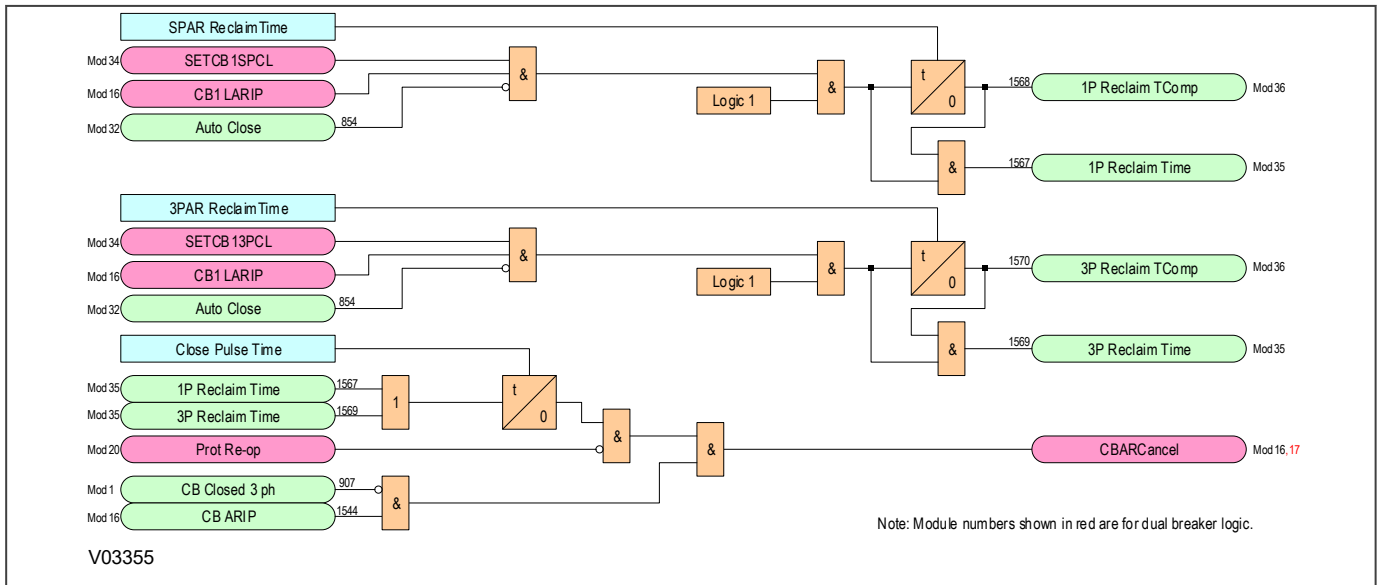 SPAR ReclaimTime
Mod 34 SETCB1SPCL
&
Mod 16 CB1 LARIP
Mod 32 Auto Close 854
Logic 1
&
t
0
1568 1P Reclaim TComp Mod 36
&
1567 1P Reclaim Time Mod 35
3PAR ReclaimTime
Mod 34 SETCB13PCL
&
Mod 16 CB1 LARIP
Mod 32 Auto Close 854
Logic 1
&
t
0
1570 3P Reclaim TComp Mod 36
&
1569 3P Reclaim Time Mod 35
Close Pulse Time
Mod 35 1P Reclaim Time 1567
Mod 35 3P Reclaim Time 1569
1
t
0
Mod 20 Prot Re-op
&
&
CBARCancel Mod 16,17
Mod 1 CB Closed 3 ph 907
Mod 16 CB ARIP 1544
&
Note: Module numbers shown in red are for dual breaker logic.
V03355